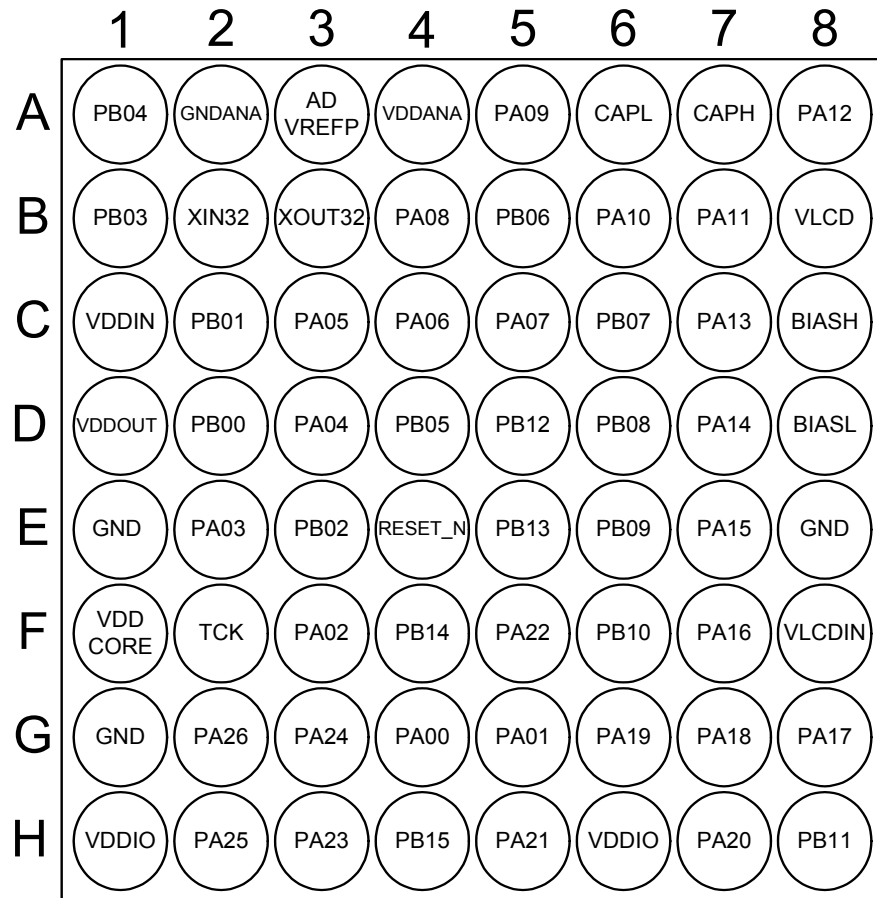 1 2 3 4 5 6 7 8
A PB04 GNDANA AD VREFP VDDANA PA09 CAPL CAPH PA12
B PB03 XIN32 XOUT32 PA08 PB06 PA10 PA11 VLCD
C VDDIN PB01 PA05 PA06 PA07 PB07 PA13 BIASH
D VDDOUT PB00 PA04 PB05 PB12 PB08 PA14 BIASL
E GND PA03 PB02 RESET_N PB13 PB09 PA15 GND
F VDD CORE TCK PA02 PB14 PA22 PB10 PA16 VLCDIN
G GND PA26 PA24 PA00 PA01 PA19 PA18 PA17
H VDDIO PA25 PA23 PB15 PA21 VDDIO PA20 PB11